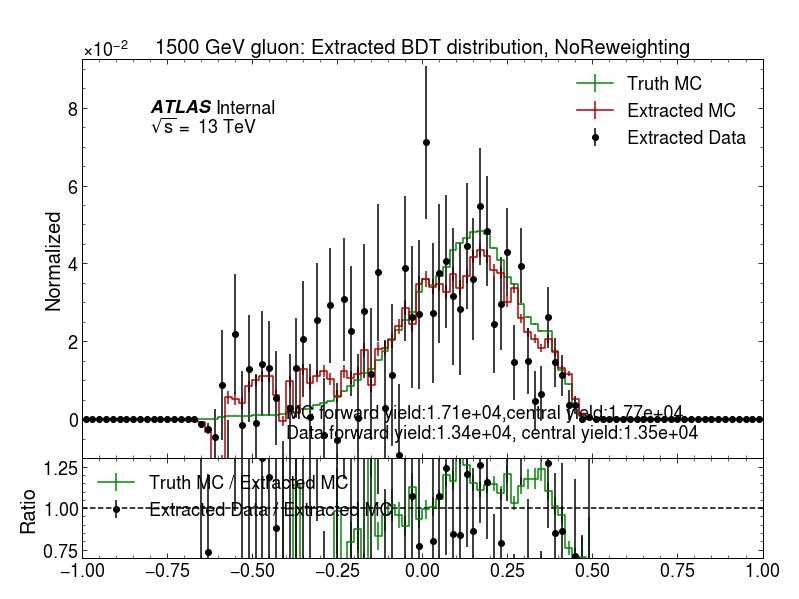 ×10⁻² 1500 GeV gluon: Extracted BDT distribution, NoReweighting
ATLAS Internal
√s = 13 TeV
Truth MC
Extracted MC
Extracted Data
Normalized
8
6
4
2
0
MC forward yield:1.71e+04,central yield:1.77e+04
Data forward yield:1.34e+04, central yield:1.35e+04
Ratio
1.25
1.00
0.75
Truth MC / Extracted MC
Extracted Data / Extracted MC
−1.00 −0.75 −0.50 −0.25 0.00 0.25 0.50 0.75 1.00